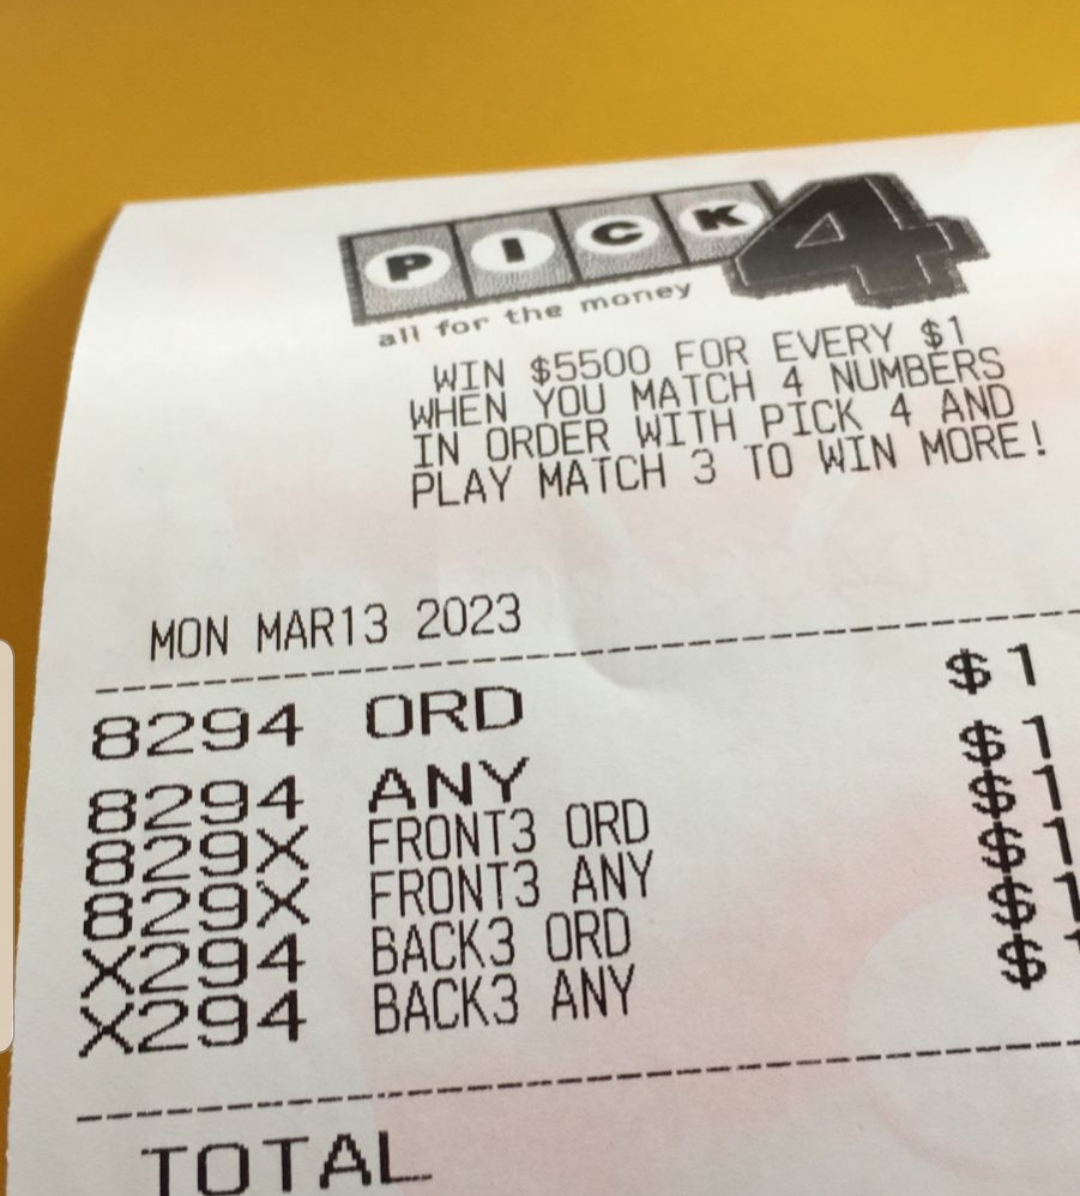 PICK 4
all for the money
WIN $5500 FOR EVERY $1
WHEN YOU MATCH 4 NUMBERS
IN ORDER WITH PICK 4 AND
PLAY MATCH 3 TO WIN MORE!
MON MAR13 2023
8294 ORD $1
8294 ANY $1
829X FRONT3 ORD $1
829X FRONT3 ANY $1
X294 BACK3 ORD $1
X294 BACK3 ANY $1
TOTAL